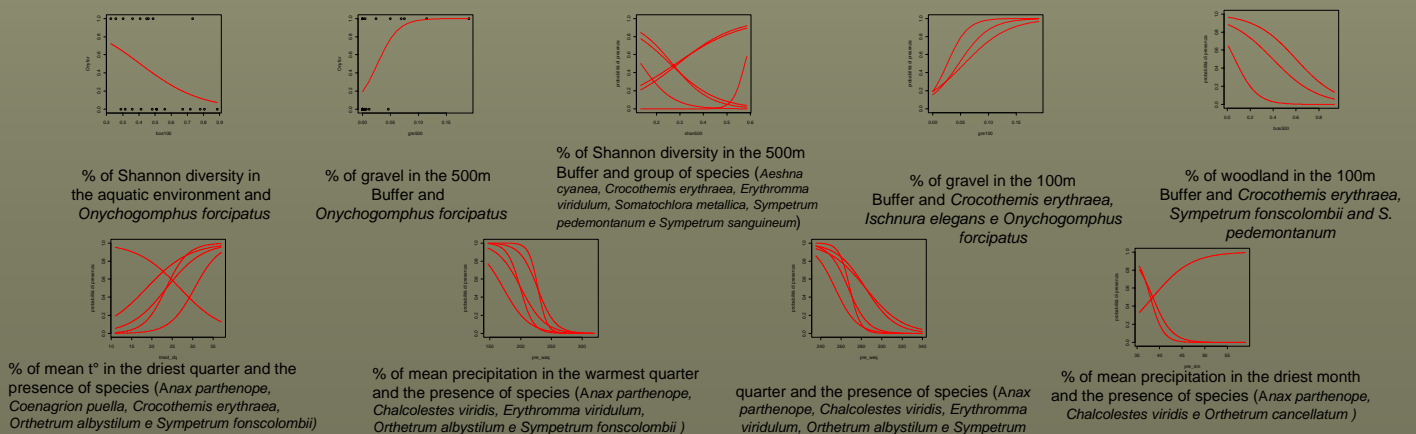 % of Shannon diversity in
the aquatic environment and
Onychogomphus forcipatus
% of gravel in the 500m
Buffer and
Onychogomphus forcipatus
% of Shannon diversity in the 500m
Buffer and group of species (Aeshna
cyanea, Crocothemis erythraea, Erythromma
viridulum, Somatochlora metallica, Sympetum
pedemontanum e Sympetum sanguineum)
% of gravel in the 100m
Buffer and Crocothemis erythraea,
Ischnura elegans e Onychogomphus
forcipatus
% of woodland in the 100m
Buffer and Crocothemis erythraea,
Sympetrum fonscolombii and S.
pedemontanum
% of mean t° in the driest quarter and the
presence of species (Anax parthenope,
Coenagrion puella, Crocothemis erythraea,
Orthetrum albystilum e Sympetum fonscolombii)
% of mean precipitation in the warmest quarter
and the presence of species (Anax parthenope,
Chalcolestes viridis, Erythromma viridulum,
Orthetrum albystilum e Sympetum fonscolombii )
quarter and the presence of species (Anax
parthenope, Chalcolestes viridis, Erythromma
viridulum, Orthetrum albystilum e Sympetrum
% of mean precipitation in the driest month
and the presence of species (Anax parthenope,
Chalcolestes viridis e Orthetrum cancellatum )